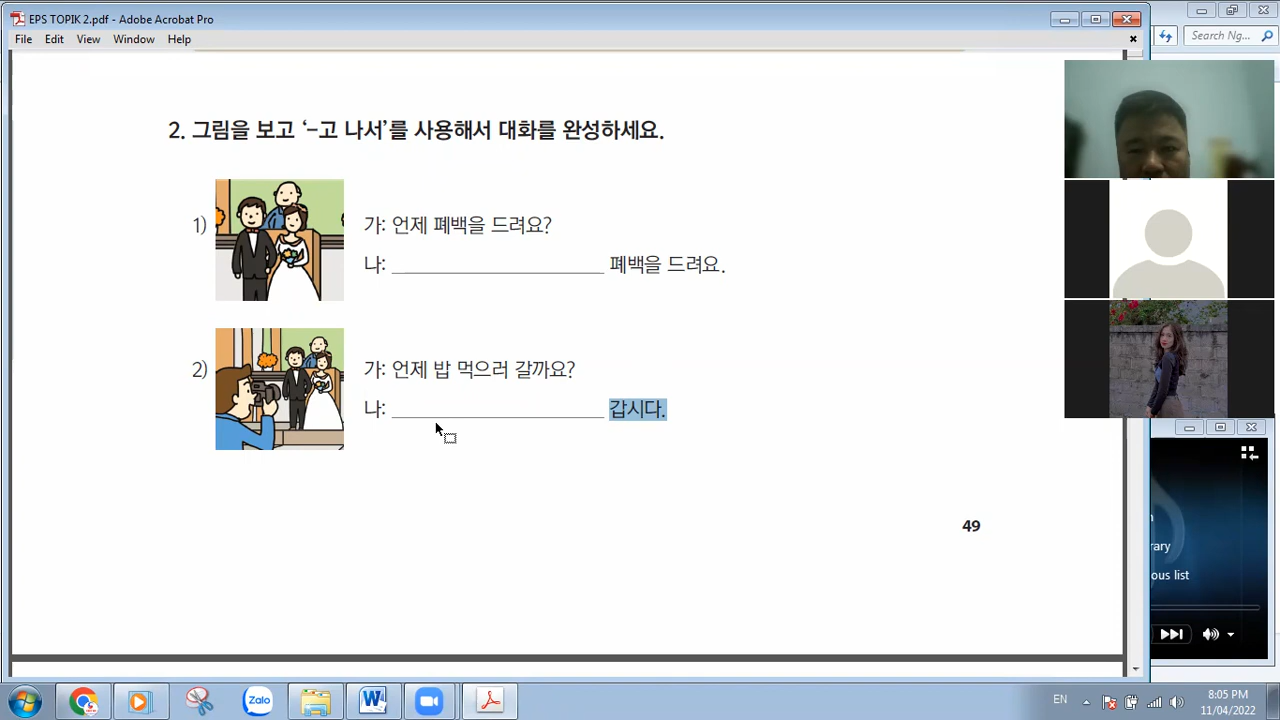 EPS TOPIK 2.pdf - Adobe Acrobat Pro
File Edit View Window Help
Search Ng...
2. 그림을 보고 ‘-고 나서’를 사용해서 대화를 완성하세요.
1)
가: 언제 폐백을 드려요?
나: ____________________ 폐백을 드려요.
2)
가: 언제 밥 먹으러 갈까요?
나: ____________________ 갑시다.
49
rary
ous list
Zalo
EN
8:05 PM
11/04/2022